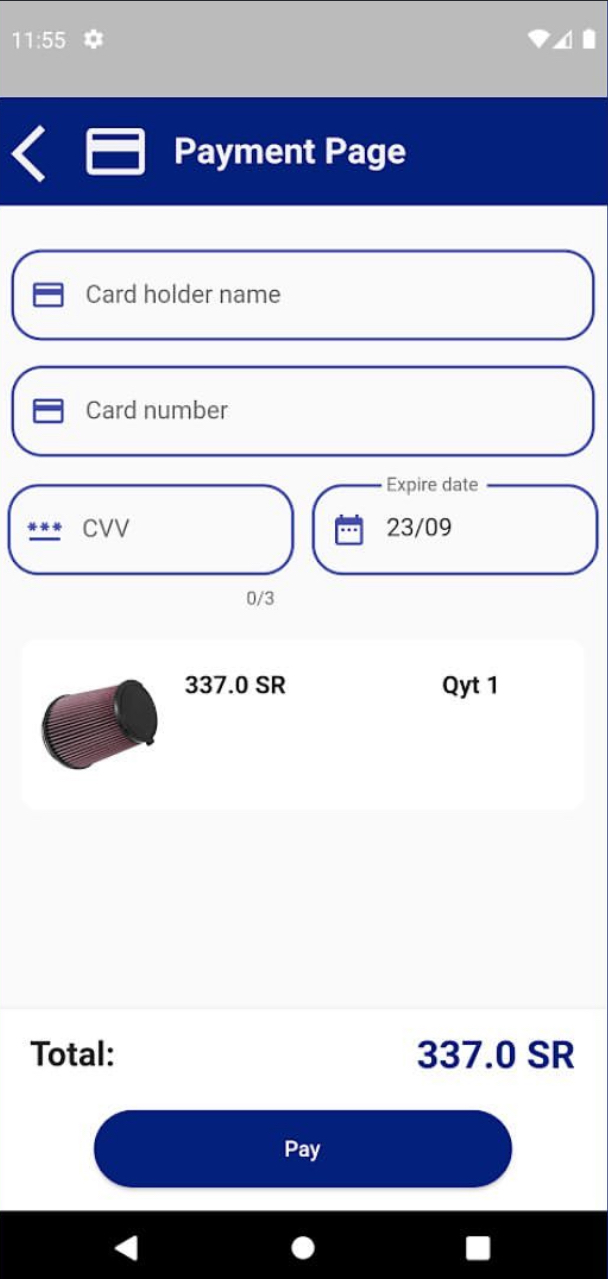 11:55
Payment Page
Card holder name
Card number
Expire date
*** CVV
23/09
0/3
337.0 SR
Qyt 1
Total:
337.0 SR
Pay